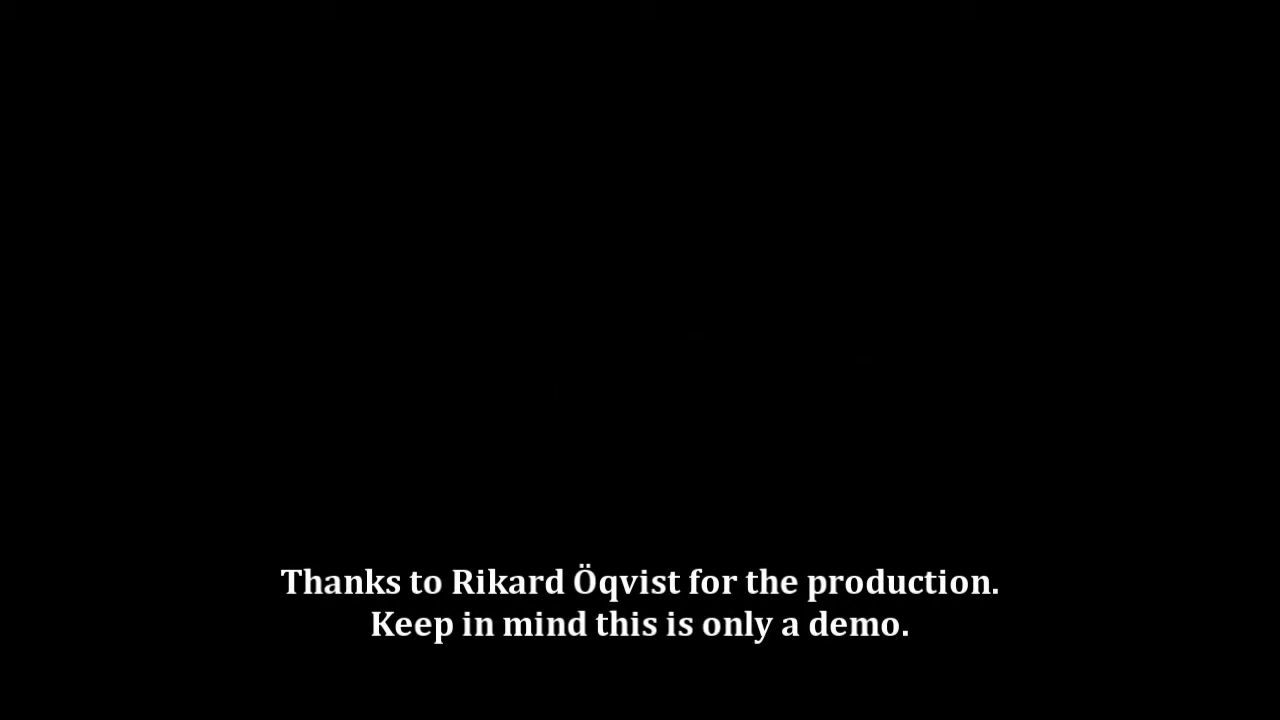 Thanks to Rikard Öqvist for the production.
Keep in mind this is only a demo.